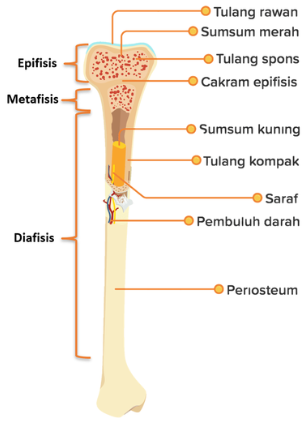 Tulang rawan
Sumsum merah
Epifisis
Tulang spons
Cakram epifisis
Metafisis
Sumsum kuning
Tulang kompak
Saraf
Pembuluh darah
Diafisis
Periosteum